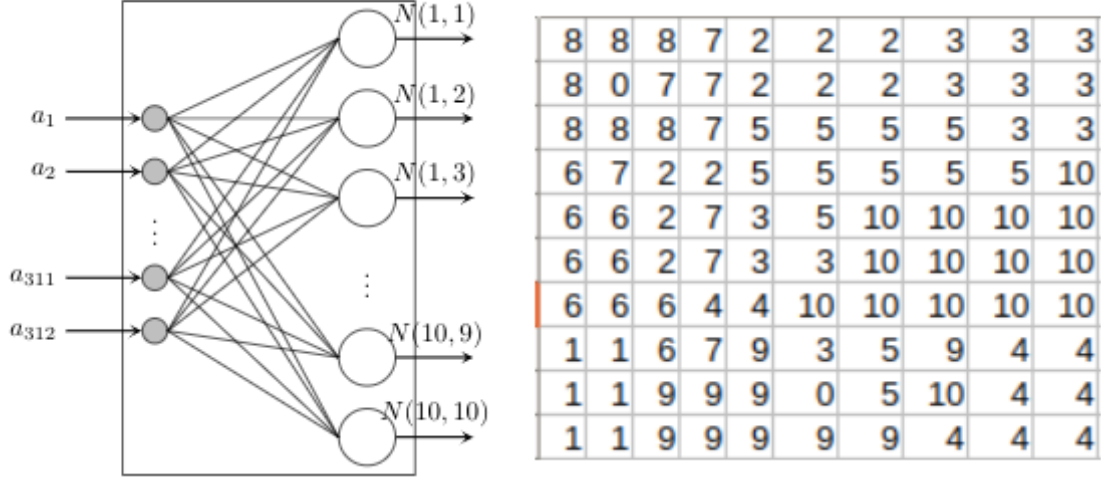 N(1, 1)
a₁
N(1, 2)
a₂
N(1, 3)
⋮
⋮
a₃₁₁
N(10, 9)
a₃₁₂
N(10, 10)
8 8 8 7 2 2 2 3 3 3
8 0 7 7 2 2 2 3 3 3
8 8 8 7 5 5 5 5 3 3
6 7 2 2 5 5 5 5 5 10
6 6 2 7 3 5 10 10 10 10
6 6 2 7 3 3 10 10 10 10
6 6 6 4 4 10 10 10 10 10
1 1 6 7 9 3 5 9 4 4
1 1 9 9 9 0 5 10 4 4
1 1 9 9 9 9 9 4 4 4